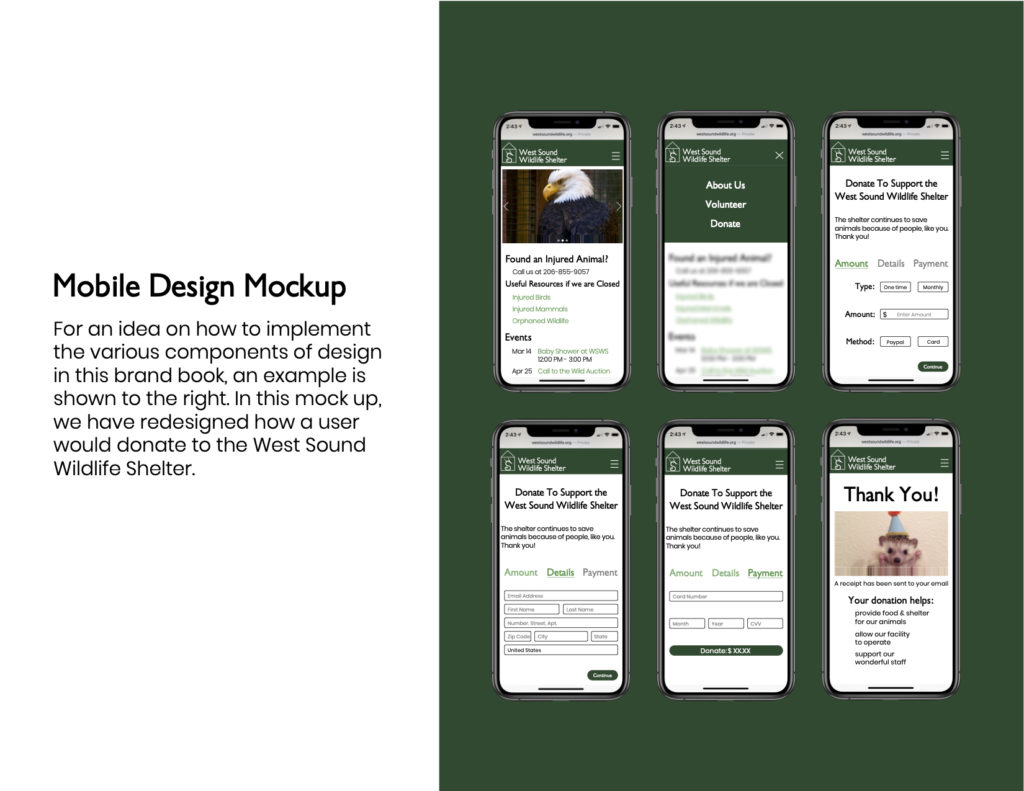 Mobile Design Mockup
For an idea on how to implement
the various components of design
in this brand book, an example is
shown to the right. In this mock up,
we have redesigned how a user
would donate to the West Sound
Wildlife Shelter.
2:43
westsoundwildlife.org — Private
West Sound
Wildlife Shelter
Found an Injured Animal?
Call us at 206-855-9057
Useful Resources if we are Closed
Injured Birds
Injured Mammals
Orphaned Wildlife
Events
Mar 14 Baby Shower at WSWS
12:00 PM - 3:00 PM
Apr 25 Call to the Wild Auction
2:43
westsoundwildlife.org — Private
West Sound
Wildlife Shelter
About Us
Volunteer
Donate
Found an Injured Animal?
Call us at 206-855-9057
Useful Resources if we are Closed
Injured Birds
Injured Mammals
Orphaned Wildlife
Events
Mar 14 Baby Shower at WSWS
12:00 PM - 3:00 PM
Apr 25 Call to the Wild Auction
2:43
westsoundwildlife.org — Private
West Sound
Wildlife Shelter
Donate To Support the
West Sound Wildlife Shelter
The shelter continues to save
animals because of people, like you.
Thank you!
Amount Details Payment
Type: One time Monthly
Amount: $ Enter Amount
Method: Paypal Card
Continue
2:43
westsoundwildlife.org — Private
West Sound
Wildlife Shelter
Donate To Support the
West Sound Wildlife Shelter
The shelter continues to save
animals because of people, like you.
Thank you!
Amount Details Payment
Email Address
First Name Last Name
Number, Street, Apt.
Zip Code City State
United States
Continue
2:43
westsoundwildlife.org — Private
West Sound
Wildlife Shelter
Donate To Support the
West Sound Wildlife Shelter
The shelter continues to save
animals because of people, like you.
Thank you!
Amount Details Payment
Card Number
Month Year CVV
Donate: $ XX.XX
2:43
westsoundwildlife.org — Private
West Sound
Wildlife Shelter
Thank You!
A receipt has been sent to your email
Your donation helps:
provide food & shelter
for our animals
allow our facility
to operate
support our
wonderful staff